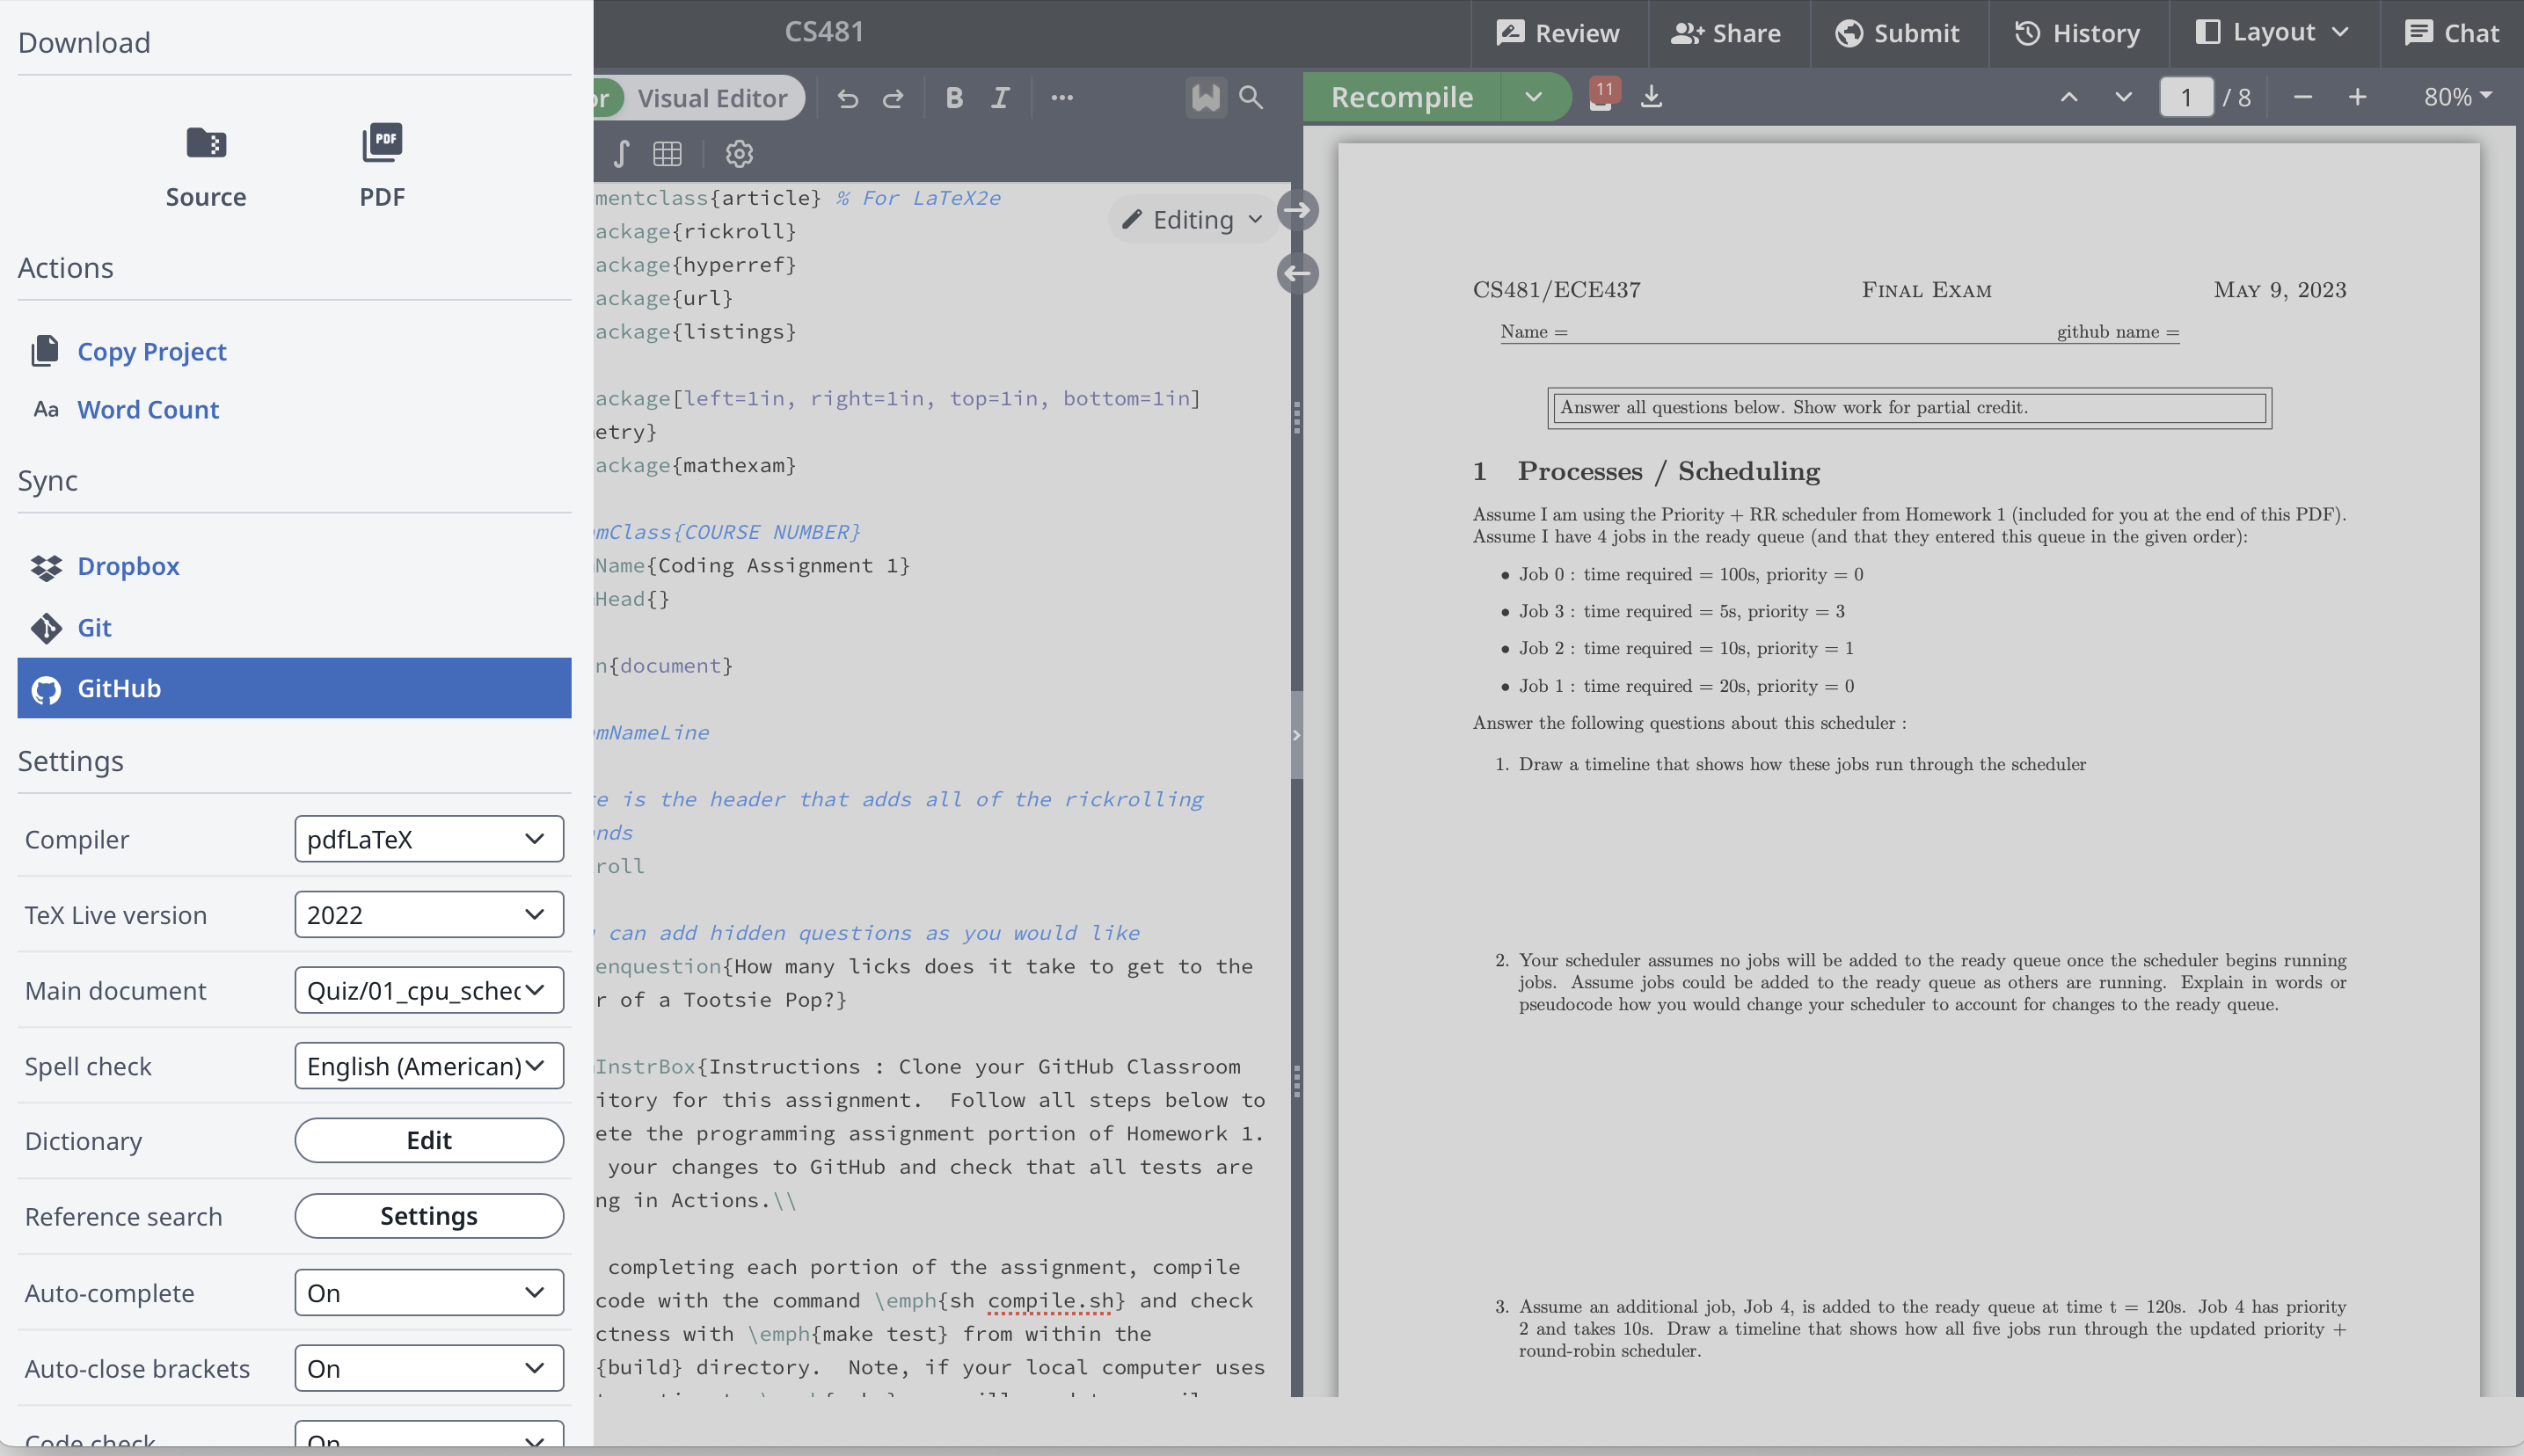 Download
Source
PDF
Actions
Copy Project
Aa Word Count
Sync
Dropbox
Git
GitHub
Settings
Compiler pdfLaTeX
TeX Live version 2022
Main document Quiz/01_cpu_sched
Spell check English (American)
Dictionary Edit
Reference search Settings
Auto-complete On
Auto-close brackets On
Code check On
CS481
Review
Share
Submit
History
Layout
Chat
or Visual Editor
B I
Recompile
11
1 / 8
80%
Editing
mentclass{article} % For LaTeX2e
ackage{rickroll}
ackage{hyperref}
ackage{url}
ackage{listings}
ackage[left=1in, right=1in, top=1in, bottom=1in]
etry}
ackage{mathexam}
mClass{COURSE NUMBER}
Name{Coding Assignment 1}
Head{}
n{document}
mNameLine
re is the header that adds all of the rickrolling
nds
roll
can add hidden questions as you would like
enquestion{How many licks does it take to get to the
r of a Tootsie Pop?}
InstrBox{Instructions : Clone your GitHub Classroom
itory for this assignment.  Follow all steps below to
ete the programming assignment portion of Homework 1.
your changes to GitHub and check that all tests are
ng in Actions.\\
completing each portion of the assignment, compile
code with the command \emph{sh compile.sh} and check
ctness with \emph{make test} from within the
{build} directory.  Note, if your local computer uses
CS481/ECE437 FINAL EXAM MAY 9, 2023
Name = github name =
Answer all questions below. Show work for partial credit.
1 Processes / Scheduling
Assume I am using the Priority + RR scheduler from Homework 1 (included for you at the end of this PDF).
Assume I have 4 jobs in the ready queue (and that they entered this queue in the given order):
• Job 0 : time required = 100s, priority = 0
• Job 3 : time required = 5s, priority = 3
• Job 2 : time required = 10s, priority = 1
• Job 1 : time required = 20s, priority = 0
Answer the following questions about this scheduler :
1. Draw a timeline that shows how these jobs run through the scheduler
2. Your scheduler assumes no jobs will be added to the ready queue once the scheduler begins running
jobs. Assume jobs could be added to the ready queue as others are running. Explain in words or
pseudocode how you would change your scheduler to account for changes to the ready queue.
3. Assume an additional job, Job 4, is added to the ready queue at time t = 120s. Job 4 has priority
2 and takes 10s. Draw a timeline that shows how all five jobs run through the updated priority +
round-robin scheduler.